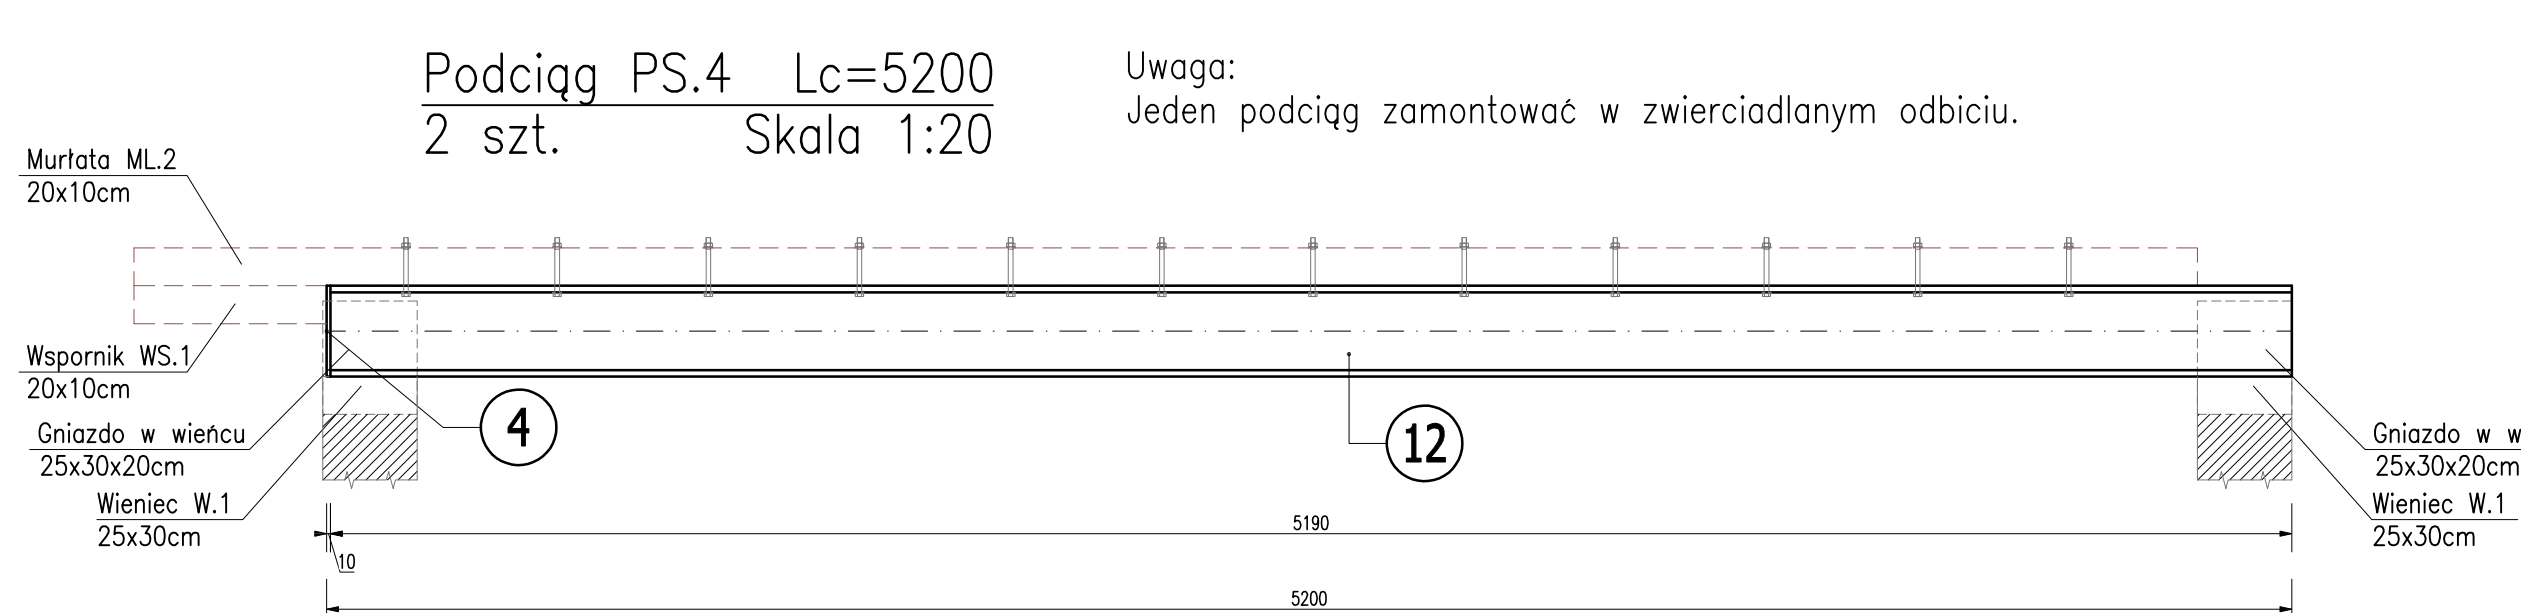 Podciąg PS.4 Lc=5200
2 szt. Skala 1:20
Uwaga:
Jeden podciąg zamontować w zwierciadlanym odbiciu.
Murłata ML.2
20x10cm
Wspornik WS.1
20x10cm
Gniazdo w wieńcu
25x30x20cm
Wieniec W.1
25x30cm
4
12
Gniazdo w w
25x30x20cm
Wieniec W.1
25x30cm
5190
10
5200